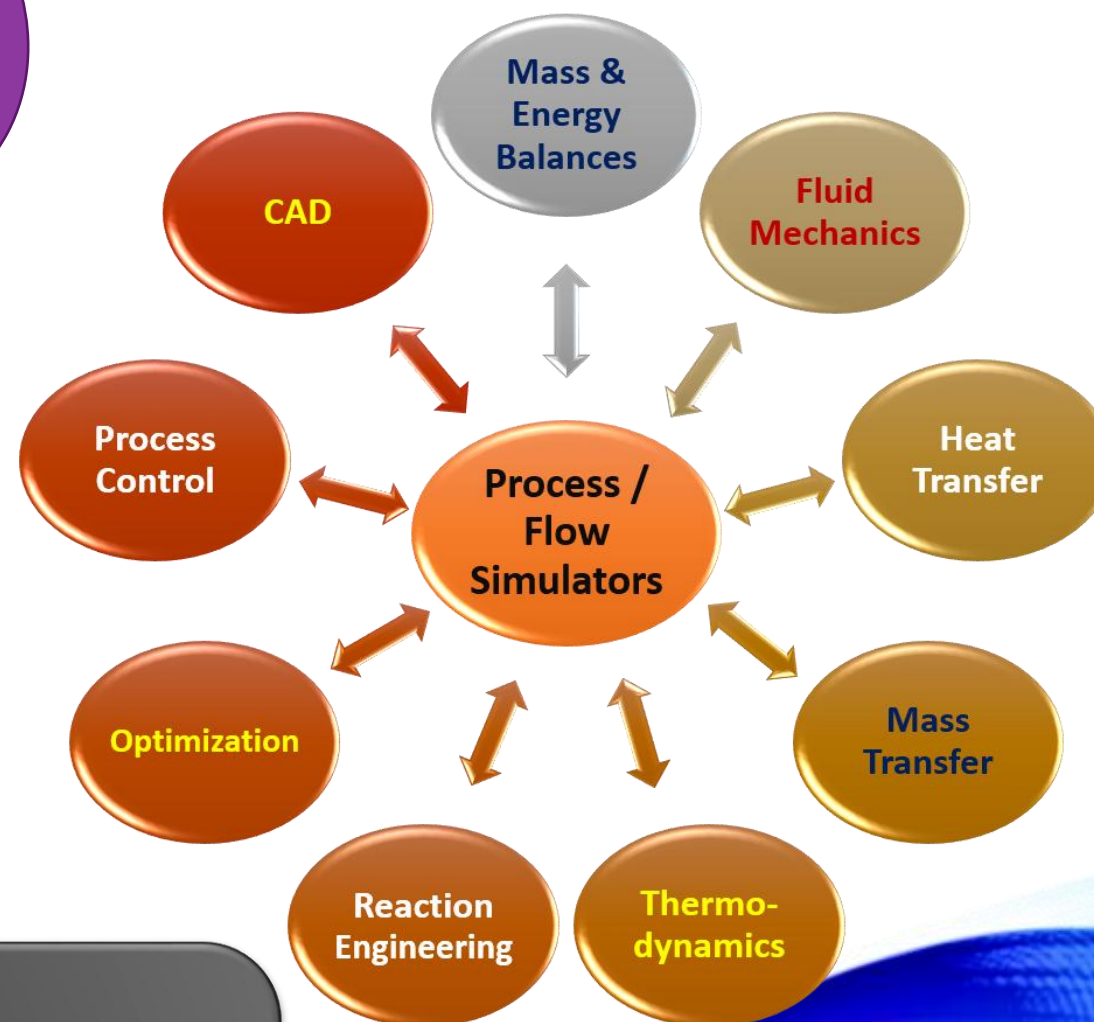 Mass &
Energy
Balances
Fluid
Mechanics
Heat
Transfer
Mass
Transfer
Thermo-
dynamics
Reaction
Engineering
Optimization
Process
Control
CAD
Process /
Flow
Simulators